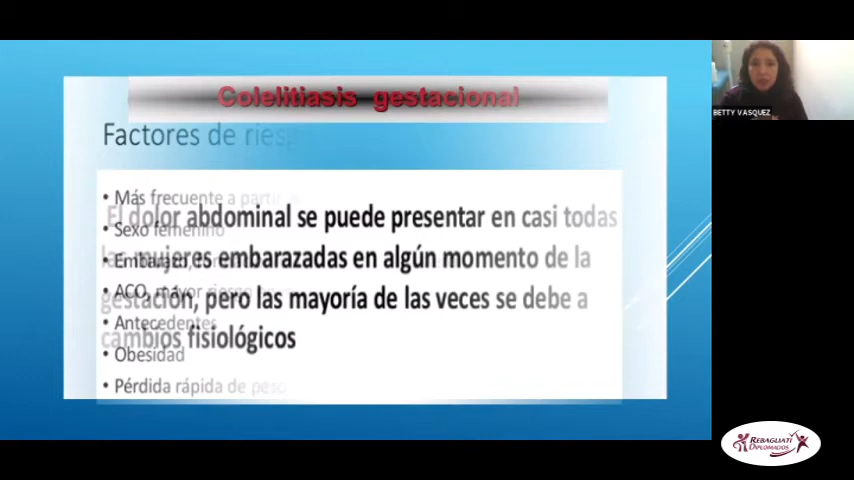 Colelitiasis gestacional
Factores de riesgo
• Más frecuente a partir
• Sexo femenino
• Embarazo,
• ACO, mayor riesgo
• Antecedentes
• Obesidad
• Pérdida rápida de peso
El dolor abdominal se puede presentar en casi todas
las mujeres embarazadas en algún momento de la
gestación, pero las mayoría de las veces se debe a
cambios fisiológicos
BETTY VASQUEZ
REBAGLIATI
DIPLOMADOS